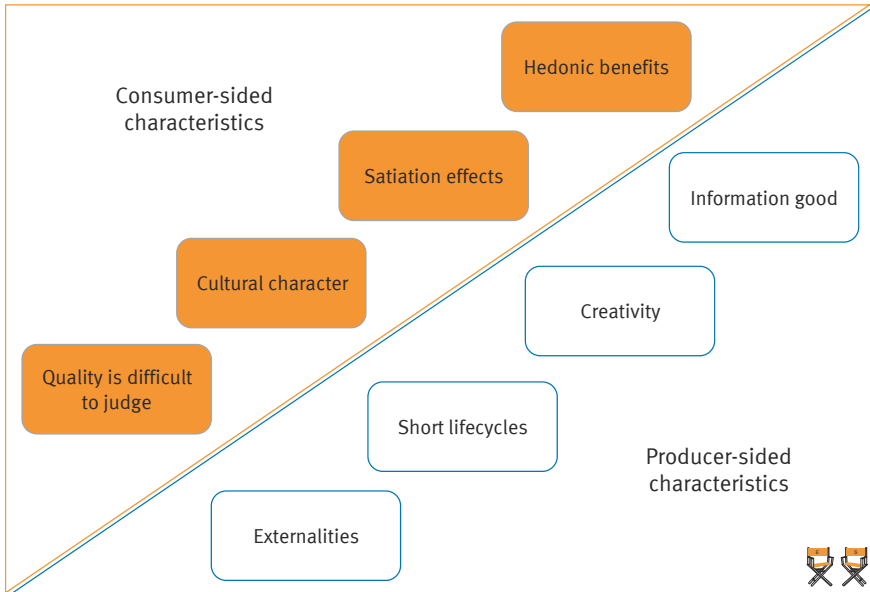 Hedonic benefits
Consumer-sided
characteristics
Satiation effects
Information good
Cultural character
Creativity
Quality is difficult
to judge
Short lifecycles
Producer-sided
characteristics
Externalities
E
S